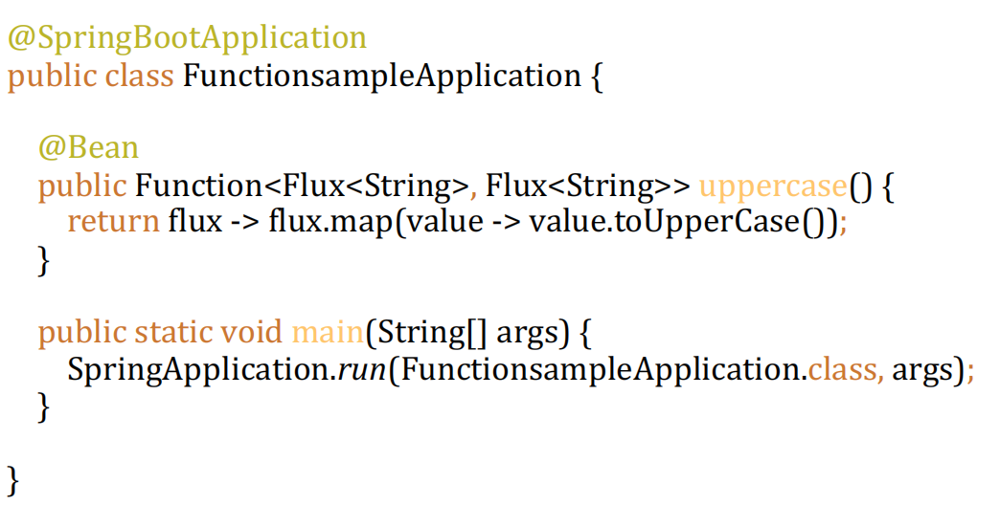 @SpringBootApplication
public class FunctionsampleApplication {
@Bean
public Function<Flux<String>, Flux<String>> uppercase() {
return flux -> flux.map(value -> value.toUpperCase());
}
public static void main(String[] args) {
SpringApplication.run(FunctionsampleApplication.class, args);
}
}